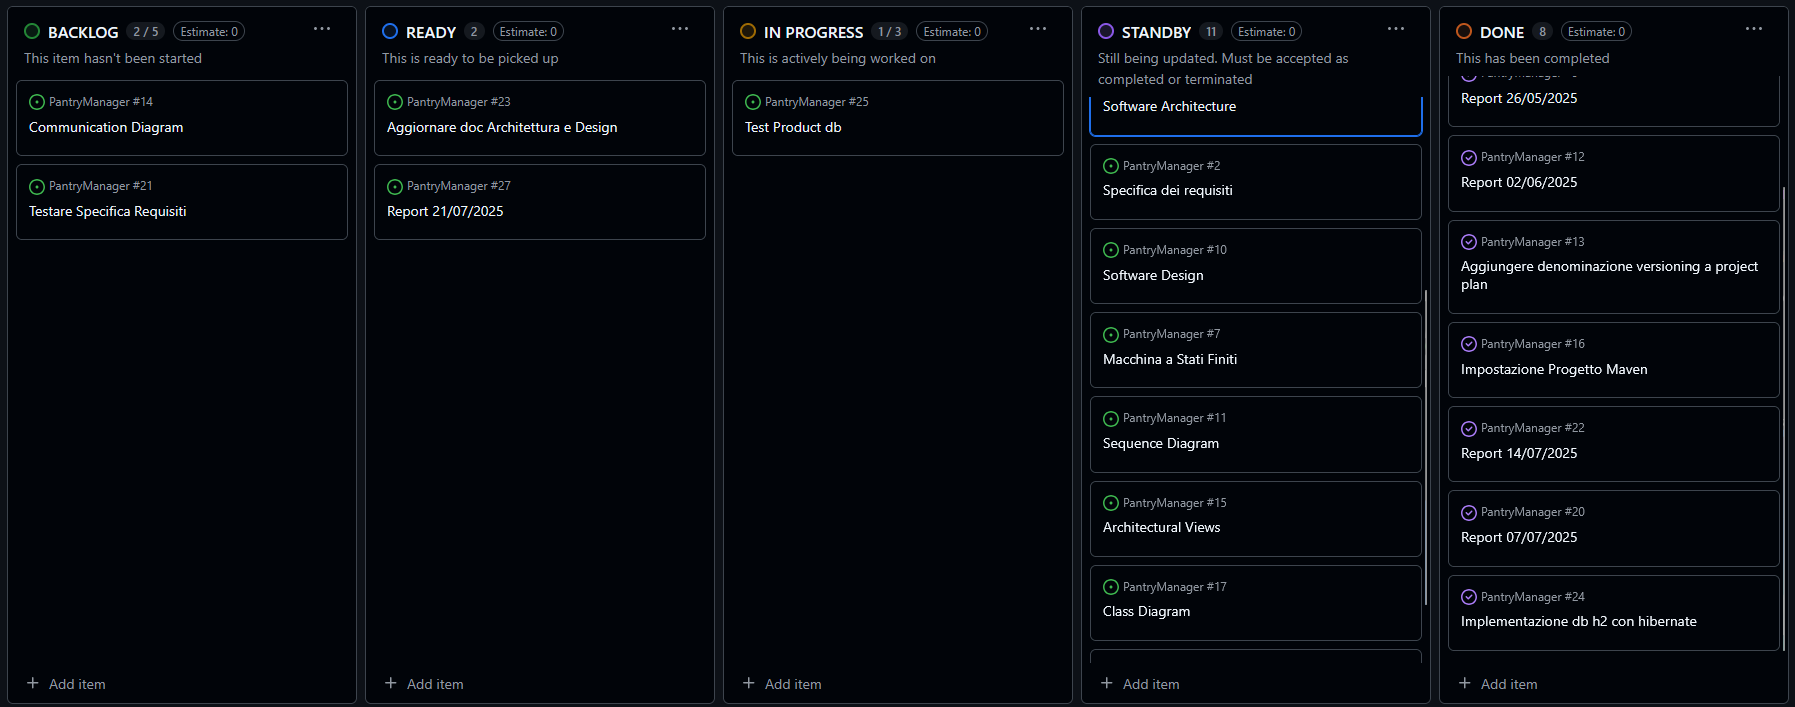 BACKLOG 2 / 5 Estimate: 0
This item hasn't been started
PantryManager #14
Communication Diagram
PantryManager #21
Testare Specifica Requisiti
+ Add item
READY 2 Estimate: 0
This is ready to be picked up
PantryManager #23
Aggiornare doc Architettura e Design
PantryManager #27
Report 21/07/2025
+ Add item
IN PROGRESS 1 / 3 Estimate: 0
This is actively being worked on
PantryManager #25
Test Product db
+ Add item
STANDBY 11 Estimate: 0
Still being updated. Must be accepted as
completed or terminated
Software Architecture
PantryManager #2
Specifica dei requisiti
PantryManager #10
Software Design
PantryManager #7
Macchina a Stati Finiti
PantryManager #11
Sequence Diagram
PantryManager #15
Architectural Views
PantryManager #17
Class Diagram
+ Add item
DONE 8 Estimate: 0
This has been completed
Report 26/05/2025
PantryManager #12
Report 02/06/2025
PantryManager #13
Aggiungere denominazione versioning a project
plan
PantryManager #16
Impostazione Progetto Maven
PantryManager #22
Report 14/07/2025
PantryManager #20
Report 07/07/2025
PantryManager #24
Implementazione db h2 con hibernate
+ Add item